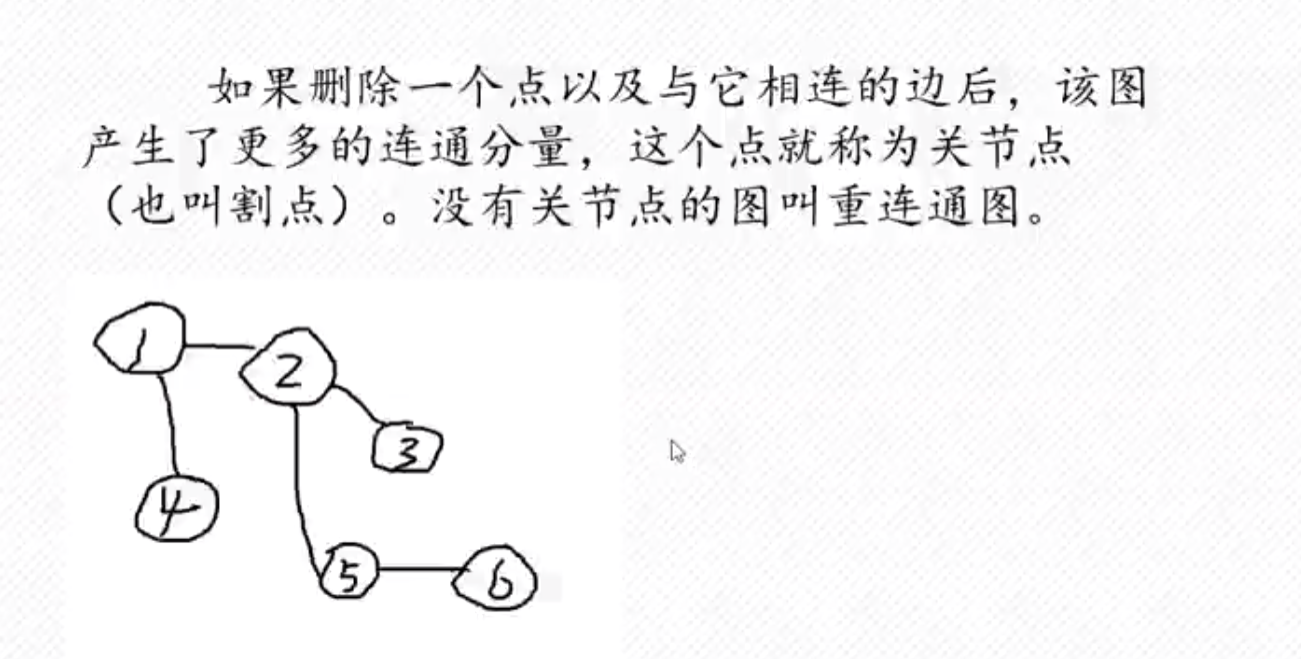 如果删除一个点以及与它相连的边后，该图
产生了更多的连通分量，这个点就称为关节点
（也叫割点）。没有关节点的图叫重连通图。
1
2
3
4
5
6